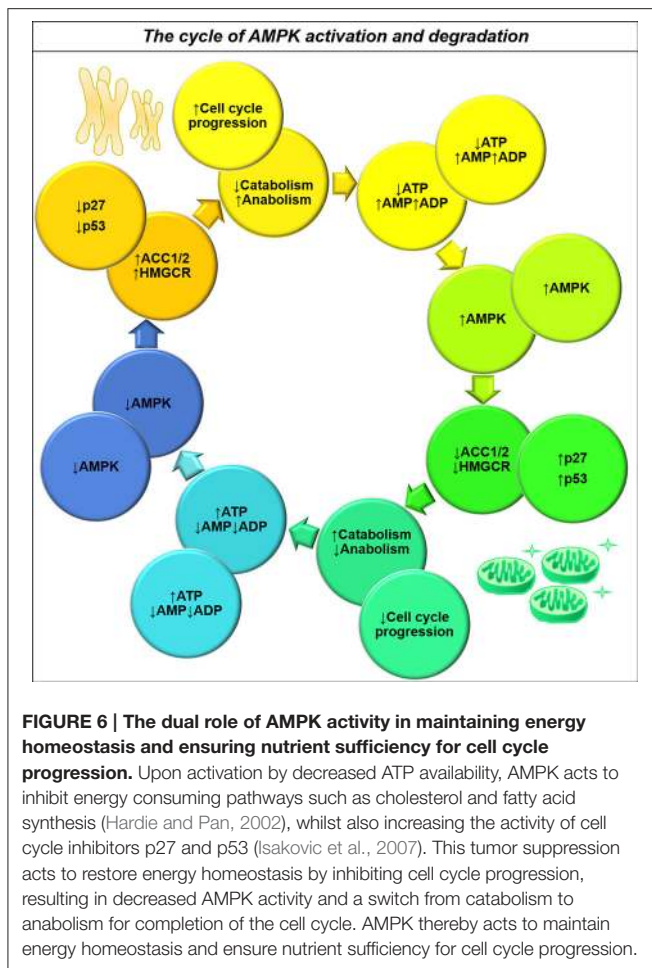 The cycle of AMPK activation and degradation
↑Cell cycle
progression
↓Catabolism
↑Anabolism
↓ATP
↑AMP↑ADP
↓ATP
↑AMP↑ADP
↑AMPK
↑AMPK
↓ACC1/2
↓HMGCR
↑p27
↑p53
↑Catabolism
↓Anabolism
↓Cell cycle
progression
↑ATP
↓AMP↓ADP
↑ATP
↓AMP↓ADP
↓AMPK
↓AMPK
↑ACC1/2
↑HMGCR
↓p27
↓p53
FIGURE 6 | The dual role of AMPK activity in maintaining energy
homeostasis and ensuring nutrient sufficiency for cell cycle
progression. Upon activation by decreased ATP availability, AMPK acts to
inhibit energy consuming pathways such as cholesterol and fatty acid
synthesis (Hardie and Pan, 2002), whilst also increasing the activity of cell
cycle inhibitors p27 and p53 (Isakovic et al., 2007). This tumor suppression
acts to restore energy homeostasis by inhibiting cell cycle progression,
resulting in decreased AMPK activity and a switch from catabolism to
anabolism for completion of the cell cycle. AMPK thereby acts to maintain
energy homeostasis and ensure nutrient sufficiency for cell cycle progression.